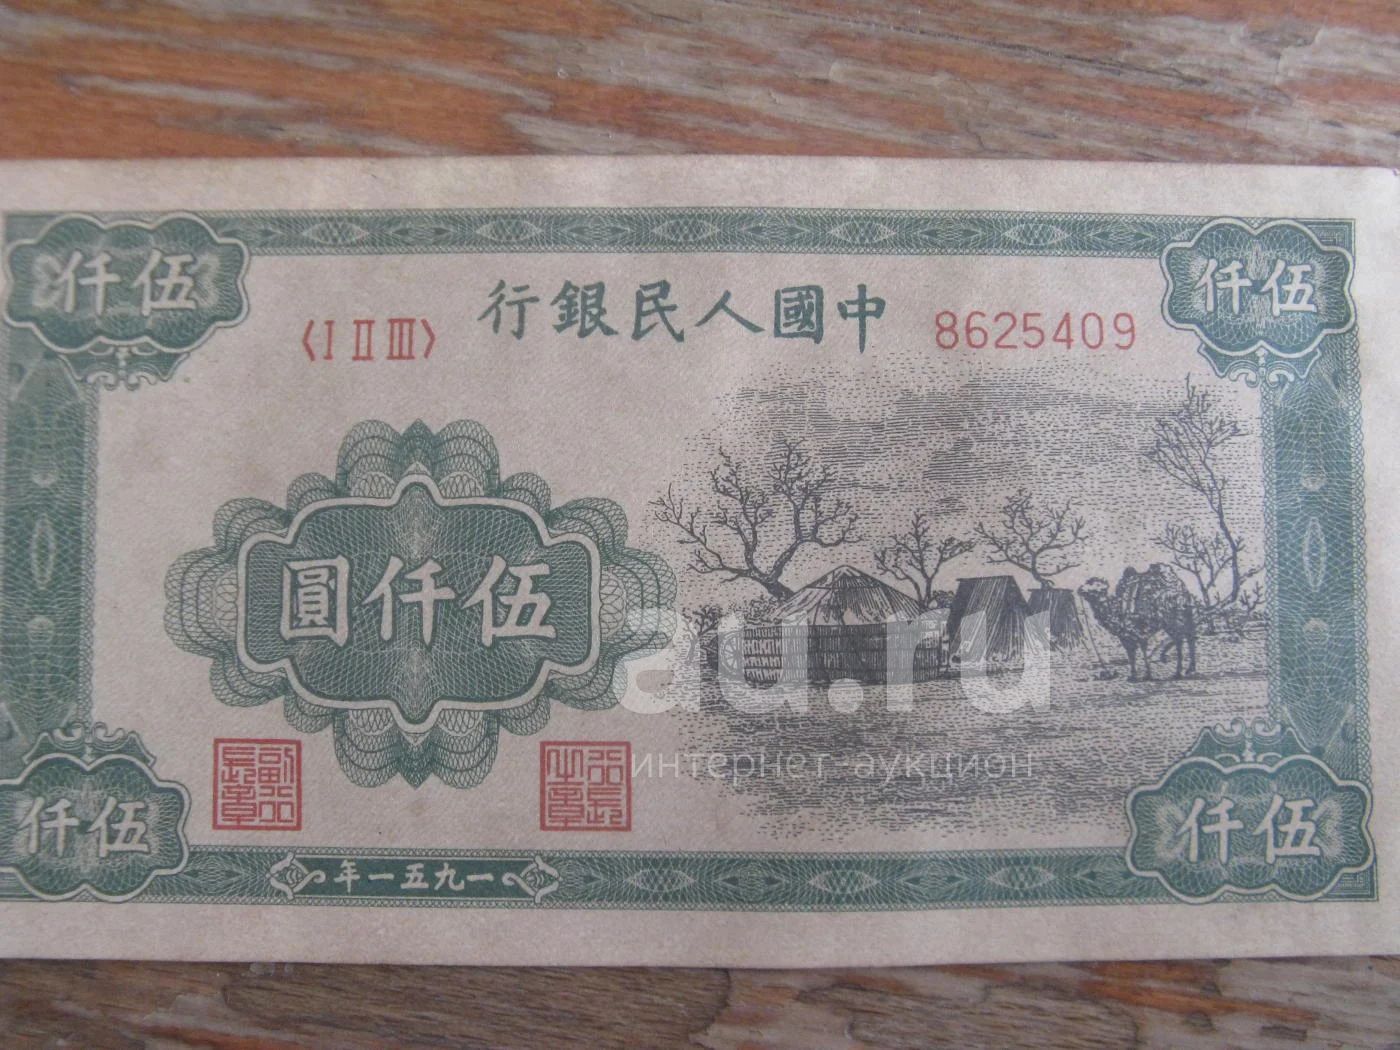 伍仟 伍仟
行銀民人國中
〈I II III〉 8625409
圓仟伍
au.ru
интернет аукцион
伍仟 伍仟
年一五九一